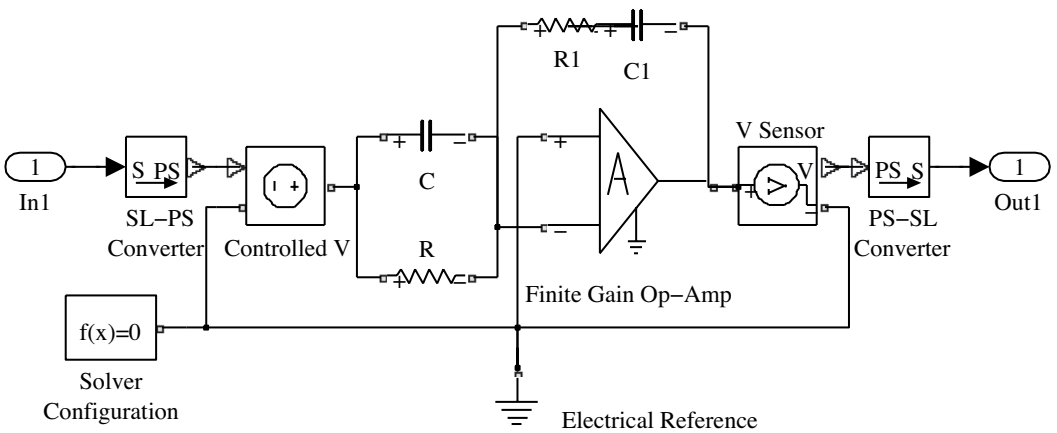 R1
C1
V Sensor
1
In1
S PS
SL−PS
Converter
Controlled V
C
R
A
V
PS S
PS−SL
Converter
1
Out1
Finite Gain Op−Amp
f(x)=0
Solver
Configuration
Electrical Reference